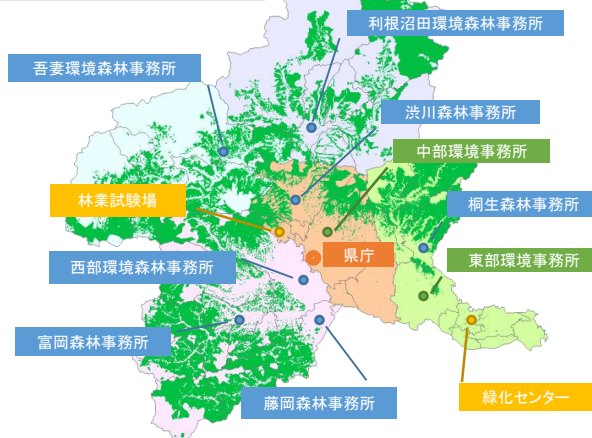 利根沼田環境森林事務所
吾妻環境森林事務所
渋川森林事務所
中部環境事務所
林業試験場
桐生森林事務所
県庁
西部環境森林事務所
東部環境事務所
富岡森林事務所
藤岡森林事務所
緑化センター